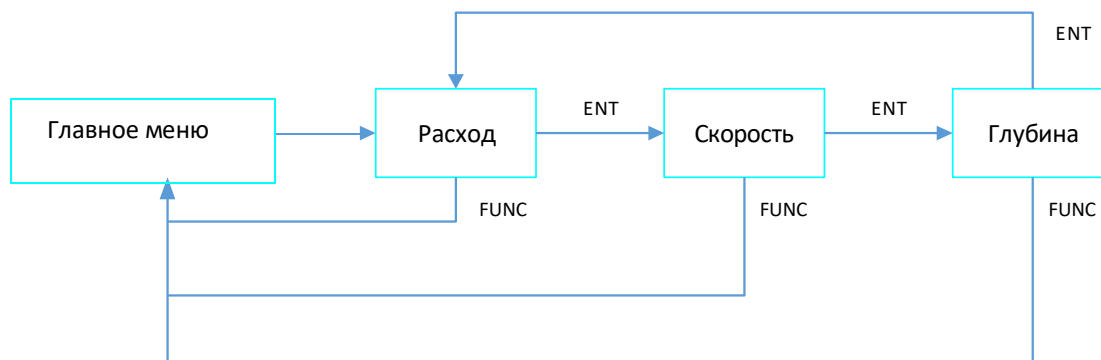 ENT
Главное меню
Расход
ENT
Скорость
ENT
Глубина
FUNC
FUNC
FUNC